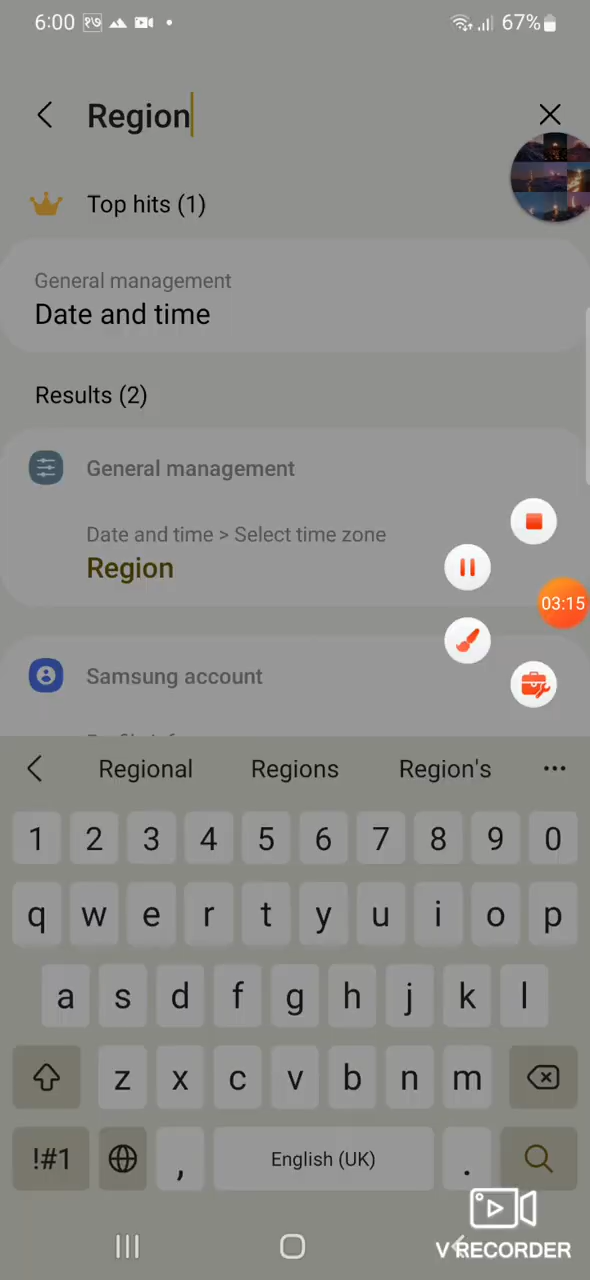 6:00 १७ 67%
Region
Top hits (1)
General management
Date and time
Results (2)
General management
Date and time > Select time zone
Region
03:15
Samsung account
Regional Regions Region's
1 2 3 4 5 6 7 8 9 0
q w e r t y u i o p
a s d f g h j k l
z x c v b n m
!#1 , English (UK) .
V RECORDER